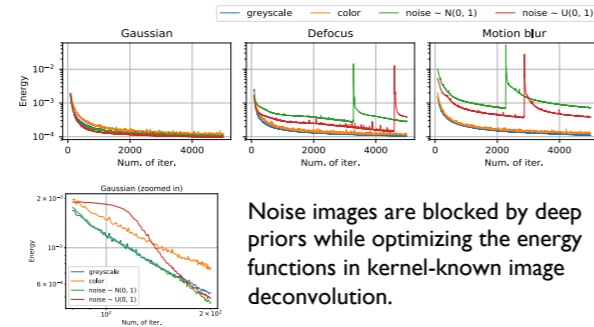 greyscale color noise ~ N(0, 1) noise ~ U(0, 1)
Gaussian Defocus Motion blur
Energy
10⁻²
10⁻³
10⁻⁴
0 2000 4000 0 2000 4000 0 2000 4000
Num. of iter. Num. of iter. Num. of iter.
Gaussian (zoomed in)
2 × 10⁻³
Energy
10⁻³
6 × 10⁻⁴
greyscale
color
noise ~ N(0, 1)
noise ~ U(0, 1)
10² 2 × 10²
Num. of iter.
Noise images are blocked by deep
priors while optimizing the energy
functions in kernel-known image
deconvolution.